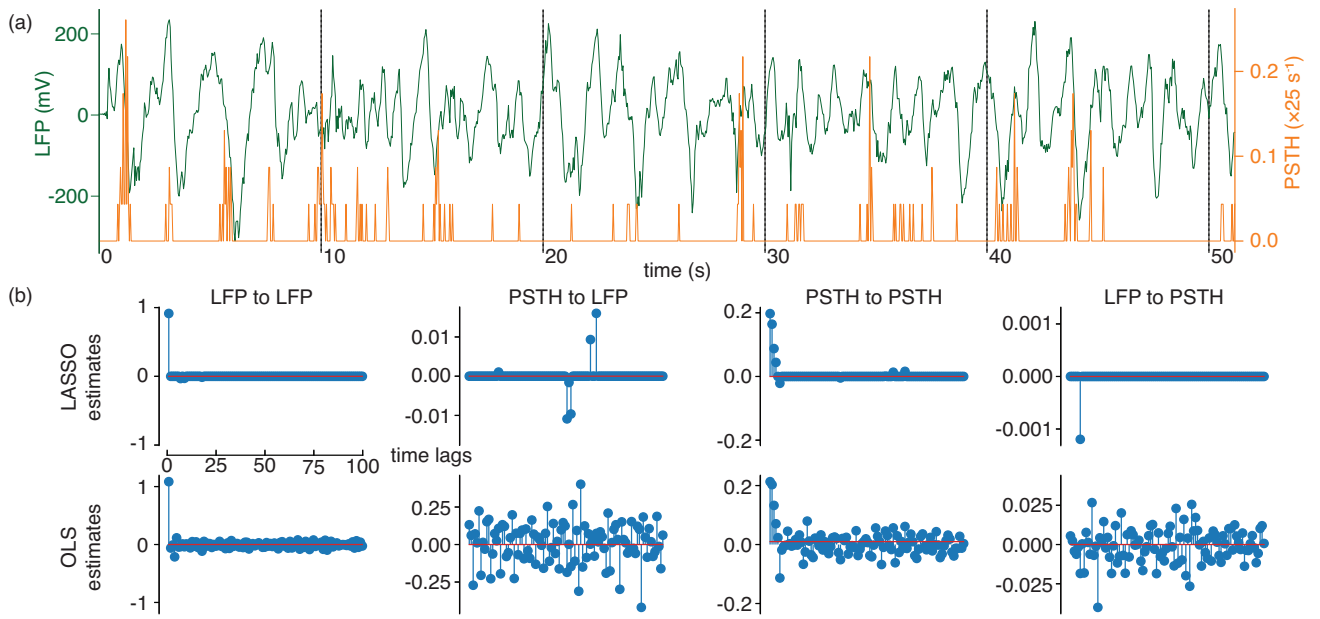 (a)
LFP (mV)
200
0
-200
PSTH (×25 s⁻¹)
0.2
0.1
0.0
0 10 20 30 40 50
time (s)
(b)
LFP to LFP PSTH to LFP PSTH to PSTH LFP to PSTH
LASSO
estimates
1
0
-1
0.01
0.00
-0.01
0.2
0.0
-0.2
0.001
0.000
-0.001
0 25 50 75 100
time lags
OLS
estimates
1
0
-1
0.25
0.00
-0.25
0.2
0.0
-0.2
0.025
0.000
-0.025